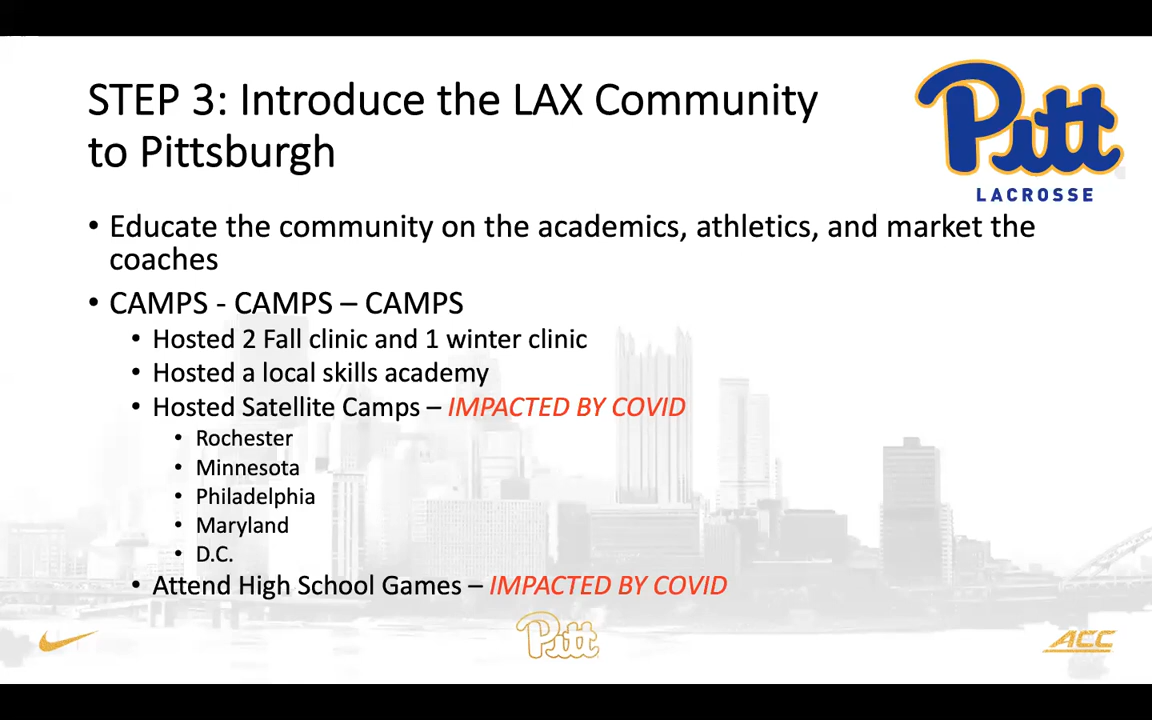 STEP 3: Introduce the LAX Community
to Pittsburgh
Pitt
LACROSSE
• Educate the community on the academics, athletics, and market the
coaches
• CAMPS - CAMPS – CAMPS
• Hosted 2 Fall clinic and 1 winter clinic
• Hosted a local skills academy
• Hosted Satellite Camps – IMPACTED BY COVID
• Rochester
• Minnesota
• Philadelphia
• Maryland
• D.C.
• Attend High School Games – IMPACTED BY COVID
Pitt
ACC